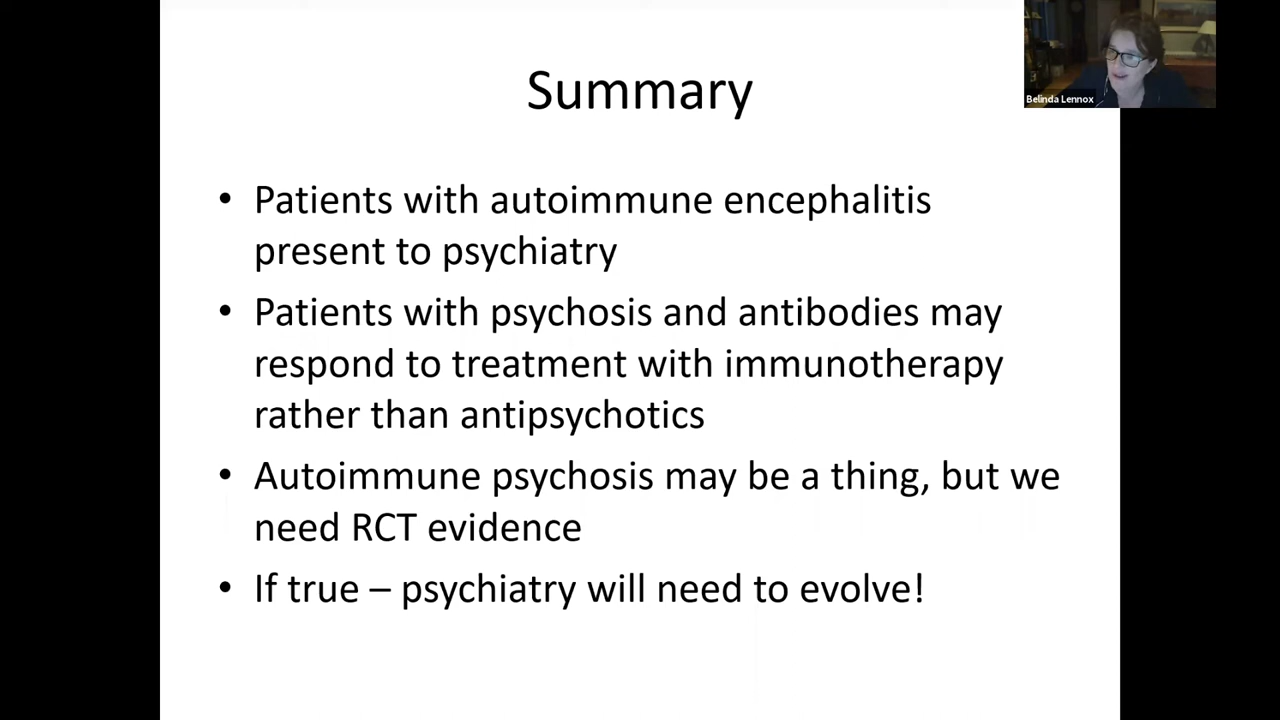 Summary
Belinda Lennox
• Patients with autoimmune encephalitis
present to psychiatry
• Patients with psychosis and antibodies may
respond to treatment with immunotherapy
rather than antipsychotics
• Autoimmune psychosis may be a thing, but we
need RCT evidence
• If true – psychiatry will need to evolve!